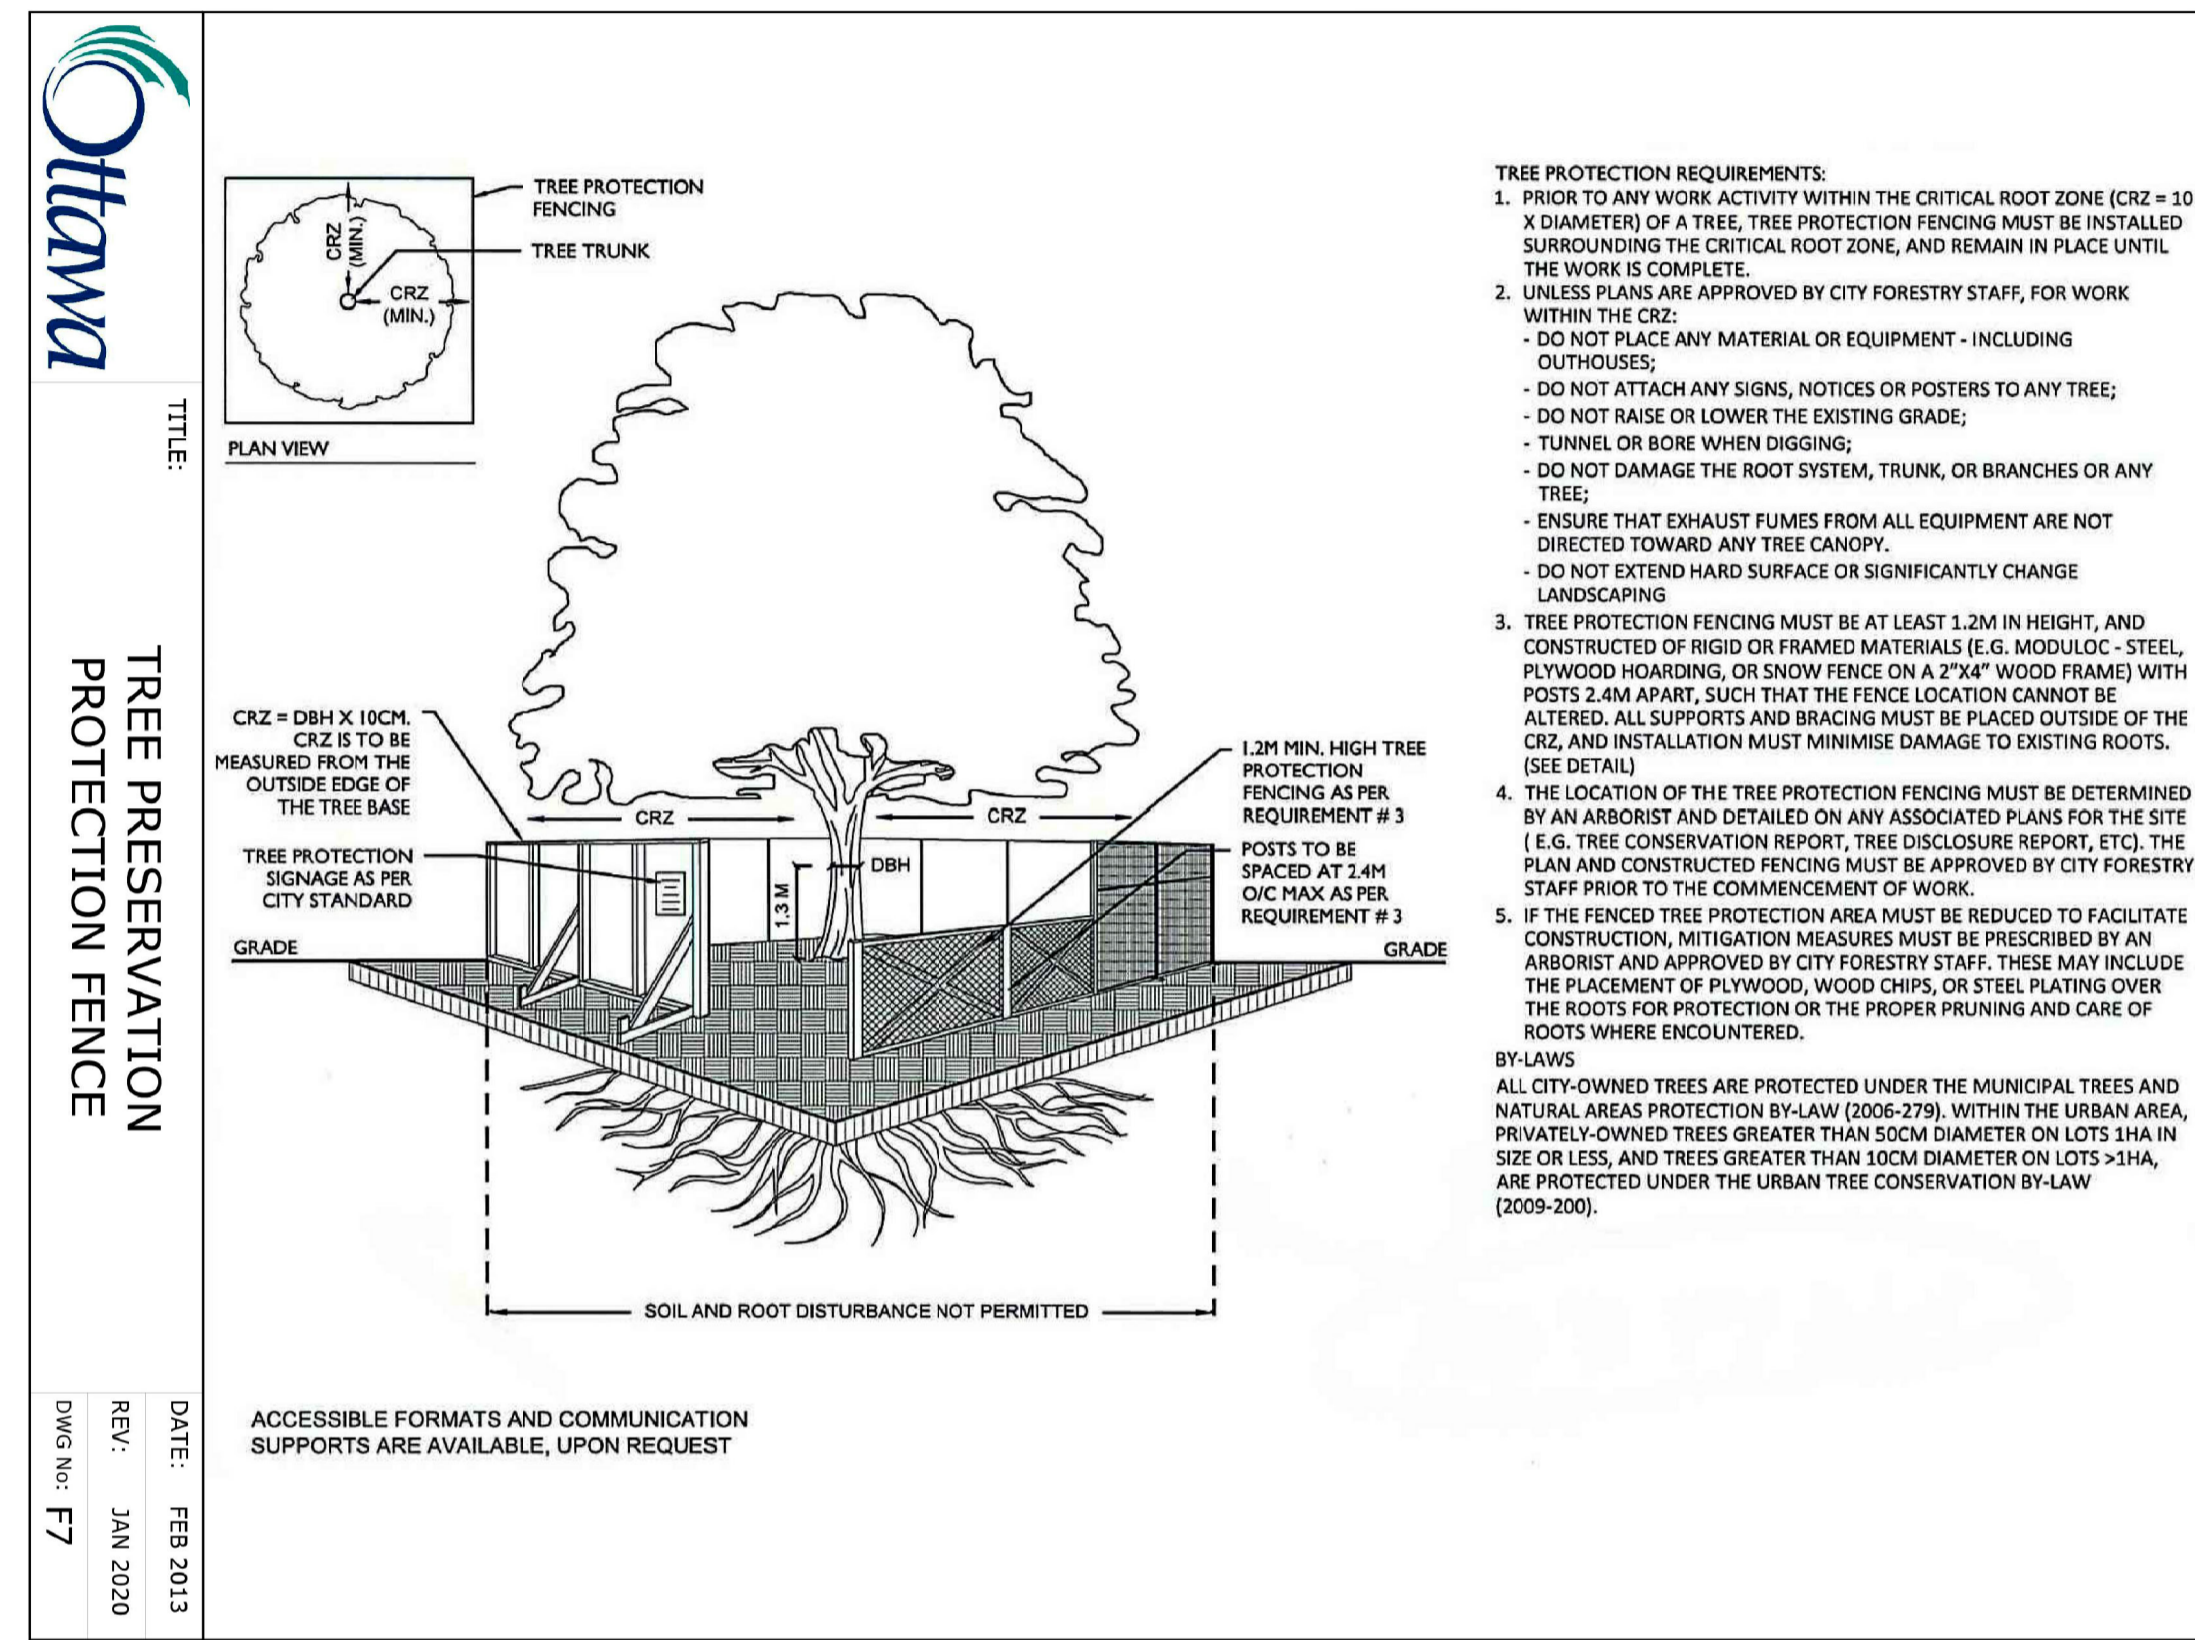 Ottawa
TITLE:
TREE PRESERVATION
PROTECTION FENCE
DATE: FEB 2013
REV: JAN 2020
DWG No: F7
TREE PROTECTION
FENCING
TREE TRUNK
CRZ
(MIN.)
CRZ
(MIN.)
PLAN VIEW
CRZ = DBH X 10CM.
CRZ IS TO BE
MEASURED FROM THE
OUTSIDE EDGE OF
THE TREE BASE
TREE PROTECTION
SIGNAGE AS PER
CITY STANDARD
GRADE
CRZ
CRZ
DBH
1.3 M
1.2M MIN. HIGH TREE
PROTECTION
FENCING AS PER
REQUIREMENT # 3
POSTS TO BE
SPACED AT 2.4M
O/C MAX AS PER
REQUIREMENT # 3
GRADE
SOIL AND ROOT DISTURBANCE NOT PERMITTED
ACCESSIBLE FORMATS AND COMMUNICATION
SUPPORTS ARE AVAILABLE, UPON REQUEST
TREE PROTECTION REQUIREMENTS:
1. PRIOR TO ANY WORK ACTIVITY WITHIN THE CRITICAL ROOT ZONE (CRZ = 10
X DIAMETER) OF A TREE, TREE PROTECTION FENCING MUST BE INSTALLED
SURROUNDING THE CRITICAL ROOT ZONE, AND REMAIN IN PLACE UNTIL
THE WORK IS COMPLETE.
2. UNLESS PLANS ARE APPROVED BY CITY FORESTRY STAFF, FOR WORK
WITHIN THE CRZ:
- DO NOT PLACE ANY MATERIAL OR EQUIPMENT - INCLUDING
OUTHOUSES;
- DO NOT ATTACH ANY SIGNS, NOTICES OR POSTERS TO ANY TREE;
- DO NOT RAISE OR LOWER THE EXISTING GRADE;
- TUNNEL OR BORE WHEN DIGGING;
- DO NOT DAMAGE THE ROOT SYSTEM, TRUNK, OR BRANCHES OR ANY
TREE;
- ENSURE THAT EXHAUST FUMES FROM ALL EQUIPMENT ARE NOT
DIRECTED TOWARD ANY TREE CANOPY.
- DO NOT EXTEND HARD SURFACE OR SIGNIFICANTLY CHANGE
LANDSCAPING
3. TREE PROTECTION FENCING MUST BE AT LEAST 1.2M IN HEIGHT, AND
CONSTRUCTED OF RIGID OR FRAMED MATERIALS (E.G. MODULOC - STEEL,
PLYWOOD HOARDING, OR SNOW FENCE ON A 2"X4" WOOD FRAME) WITH
POSTS 2.4M APART, SUCH THAT THE FENCE LOCATION CANNOT BE
ALTERED. ALL SUPPORTS AND BRACING MUST BE PLACED OUTSIDE OF THE
CRZ, AND INSTALLATION MUST MINIMISE DAMAGE TO EXISTING ROOTS.
(SEE DETAIL)
4. THE LOCATION OF THE TREE PROTECTION FENCING MUST BE DETERMINED
BY AN ARBORIST AND DETAILED ON ANY ASSOCIATED PLANS FOR THE SITE
( E.G. TREE CONSERVATION REPORT, TREE DISCLOSURE REPORT, ETC). THE
PLAN AND CONSTRUCTED FENCING MUST BE APPROVED BY CITY FORESTRY
STAFF PRIOR TO THE COMMENCEMENT OF WORK.
5. IF THE FENCED TREE PROTECTION AREA MUST BE REDUCED TO FACILITATE
CONSTRUCTION, MITIGATION MEASURES MUST BE PRESCRIBED BY AN
ARBORIST AND APPROVED BY CITY FORESTRY STAFF. THESE MAY INCLUDE
THE PLACEMENT OF PLYWOOD, WOOD CHIPS, OR STEEL PLATING OVER
THE ROOTS FOR PROTECTION OR THE PROPER PRUNING AND CARE OF
ROOTS WHERE ENCOUNTERED.
BY-LAWS
ALL CITY-OWNED TREES ARE PROTECTED UNDER THE MUNICIPAL TREES AND
NATURAL AREAS PROTECTION BY-LAW (2006-279). WITHIN THE URBAN AREA,
PRIVATELY-OWNED TREES GREATER THAN 50CM DIAMETER ON LOTS 1HA IN
SIZE OR LESS, AND TREES GREATER THAN 10CM DIAMETER ON LOTS >1HA,
ARE PROTECTED UNDER THE URBAN TREE CONSERVATION BY-LAW
(2009-200).